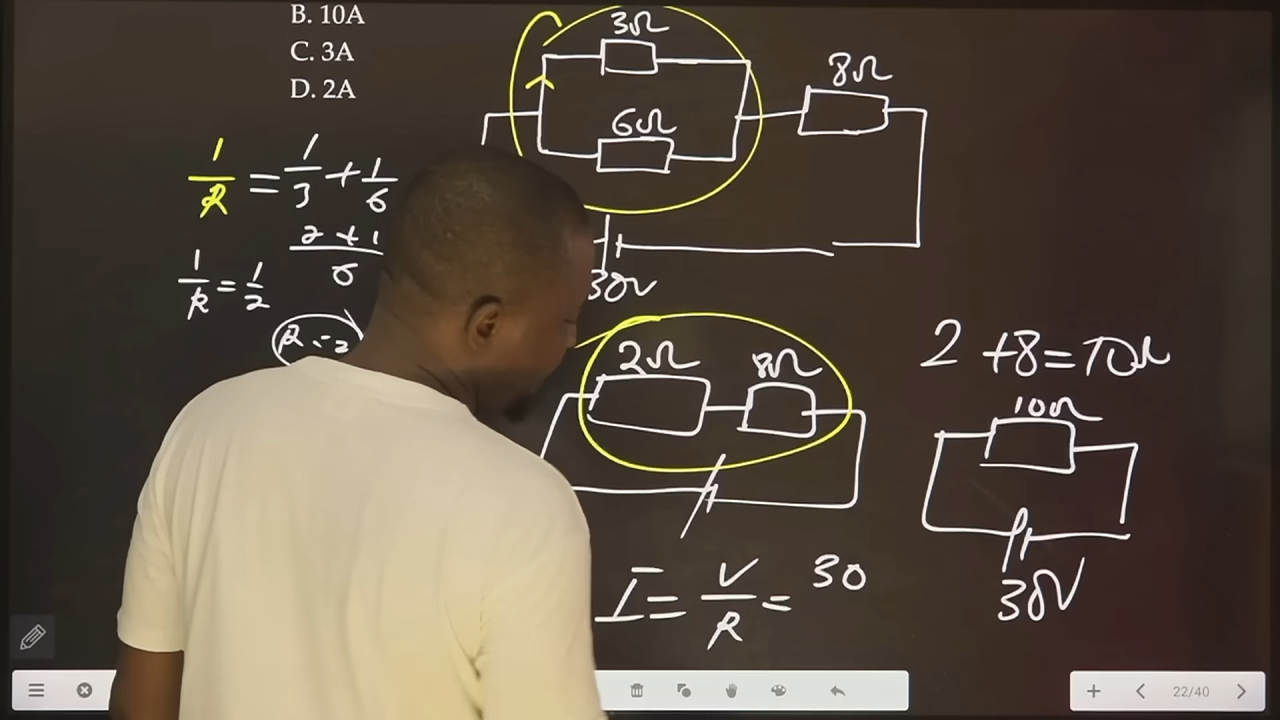 B. 10A
C. 3A
D. 2A
3Ω
8Ω
6Ω
30V
1/R = 1/3 + 1/6
2 + 1 / 6
1/R = 1/2
R = 2
2Ω 8Ω
2 + 8 = 10Ω
10Ω
30V
I = V/R = 30
22/40